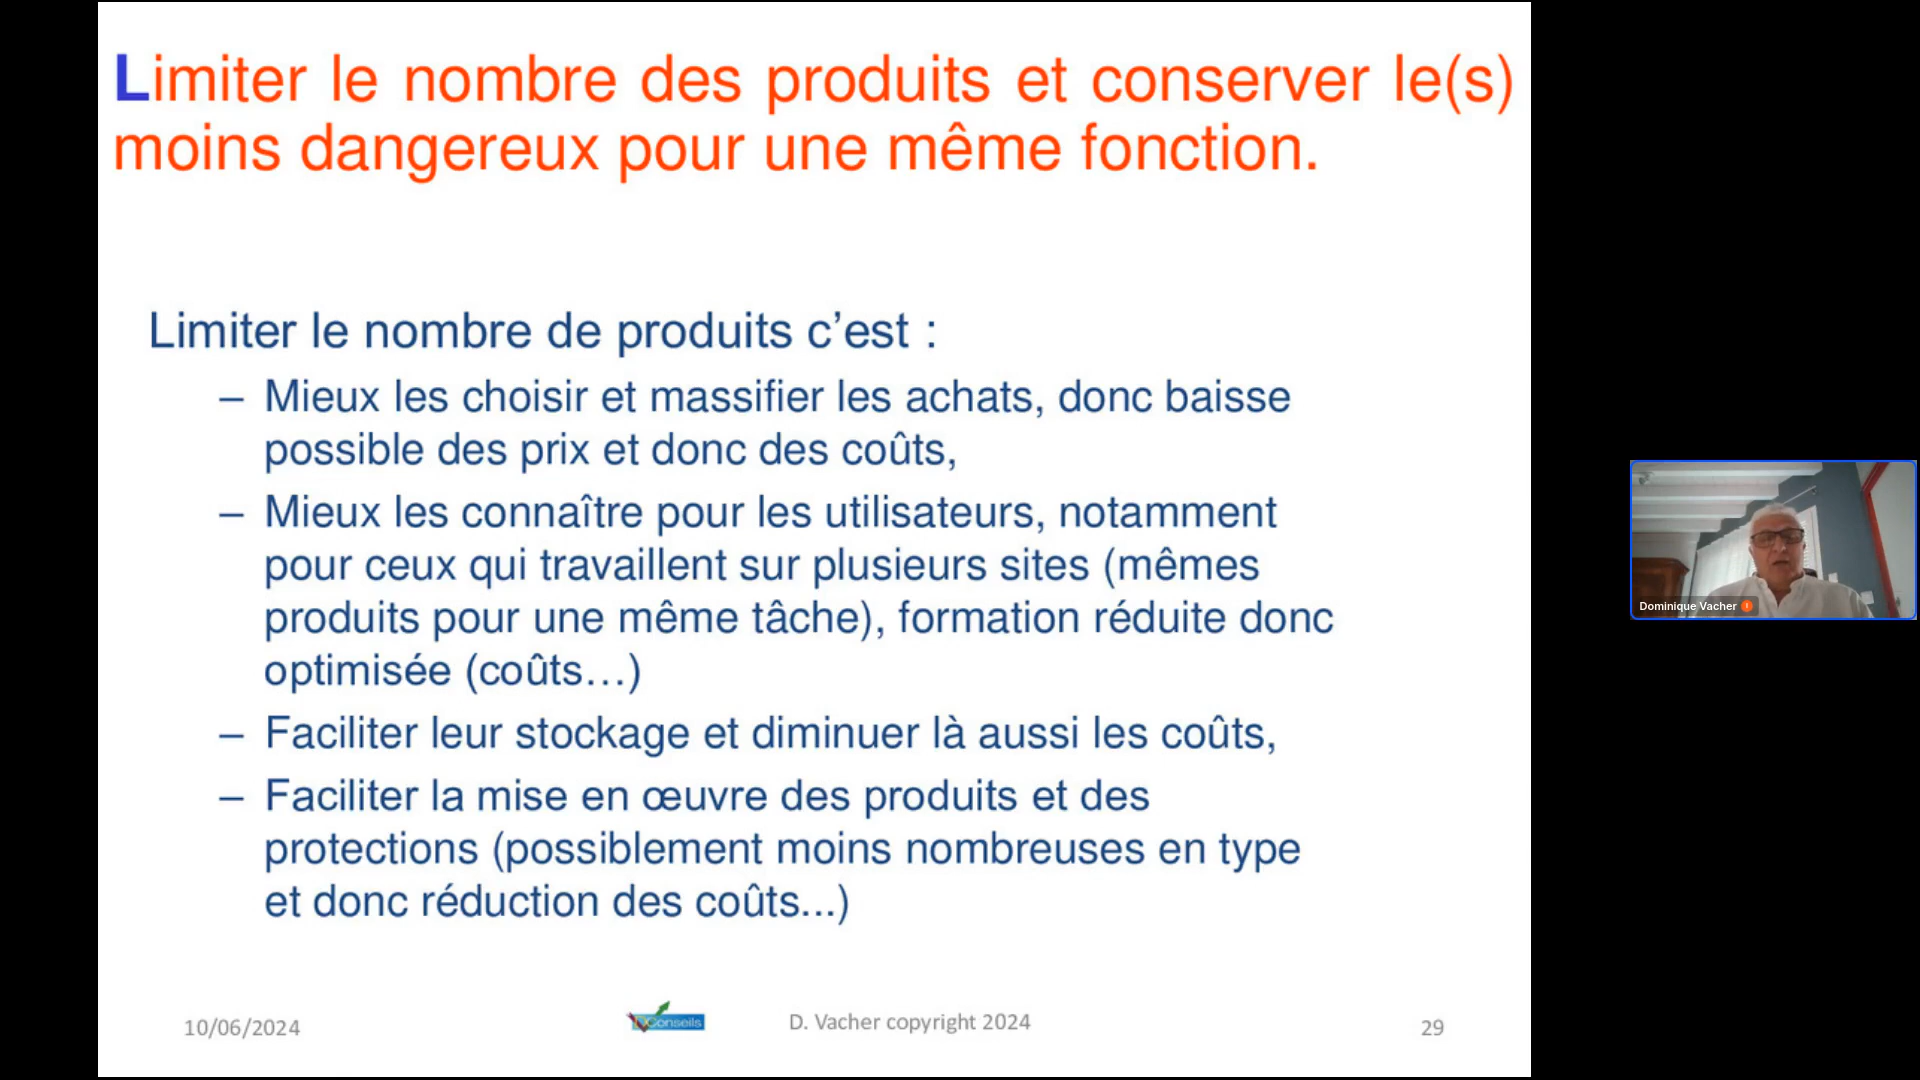 Limiter le nombre des produits et conserver le(s)
moins dangereux pour une même fonction.
Limiter le nombre de produits c’est :
– Mieux les choisir et massifier les achats, donc baisse
possible des prix et donc des coûts,
– Mieux les connaître pour les utilisateurs, notamment
pour ceux qui travaillent sur plusieurs sites (mêmes
produits pour une même tâche), formation réduite donc
optimisée (coûts…)
– Faciliter leur stockage et diminuer là aussi les coûts,
– Faciliter la mise en œuvre des produits et des
protections (possiblement moins nombreuses en type
et donc réduction des coûts...)
10/06/2024
Conseils
D. Vacher copyright 2024
29
Dominique Vacher